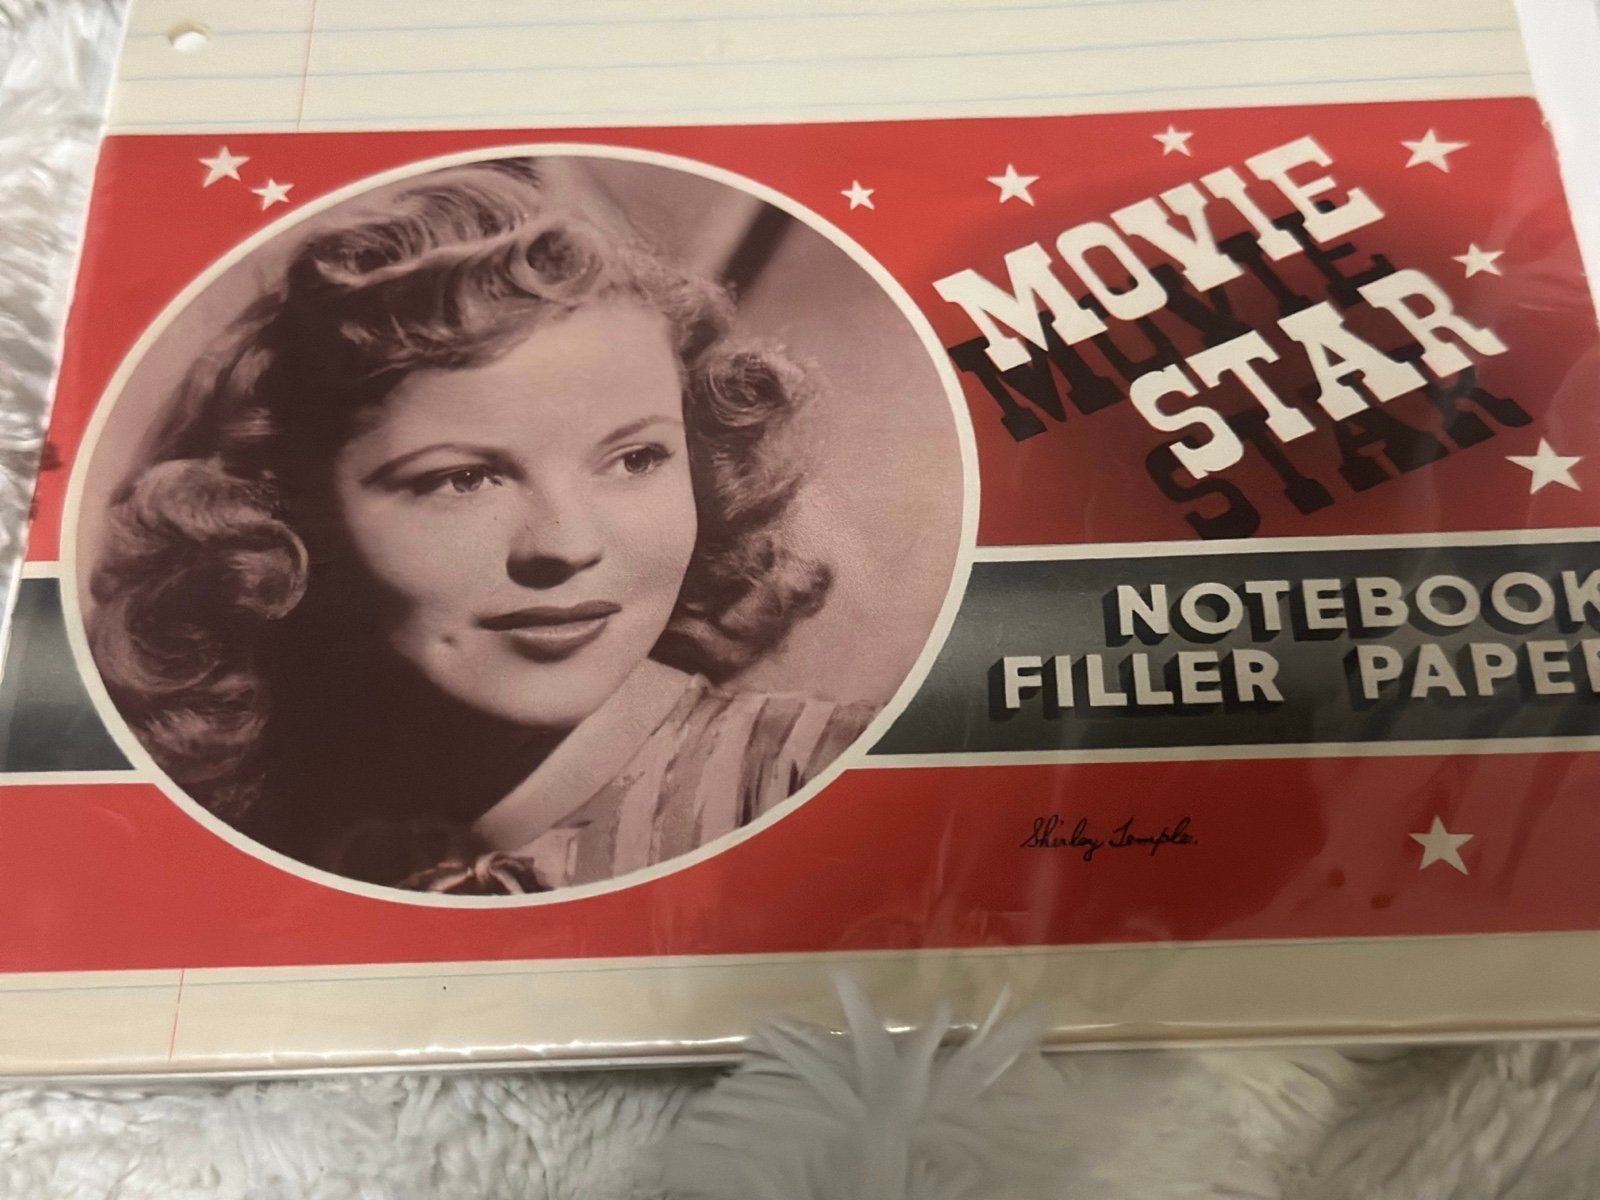 MOVIE
STAR
NOTEBOOK
FILLER PAPER
Shirley Temple.